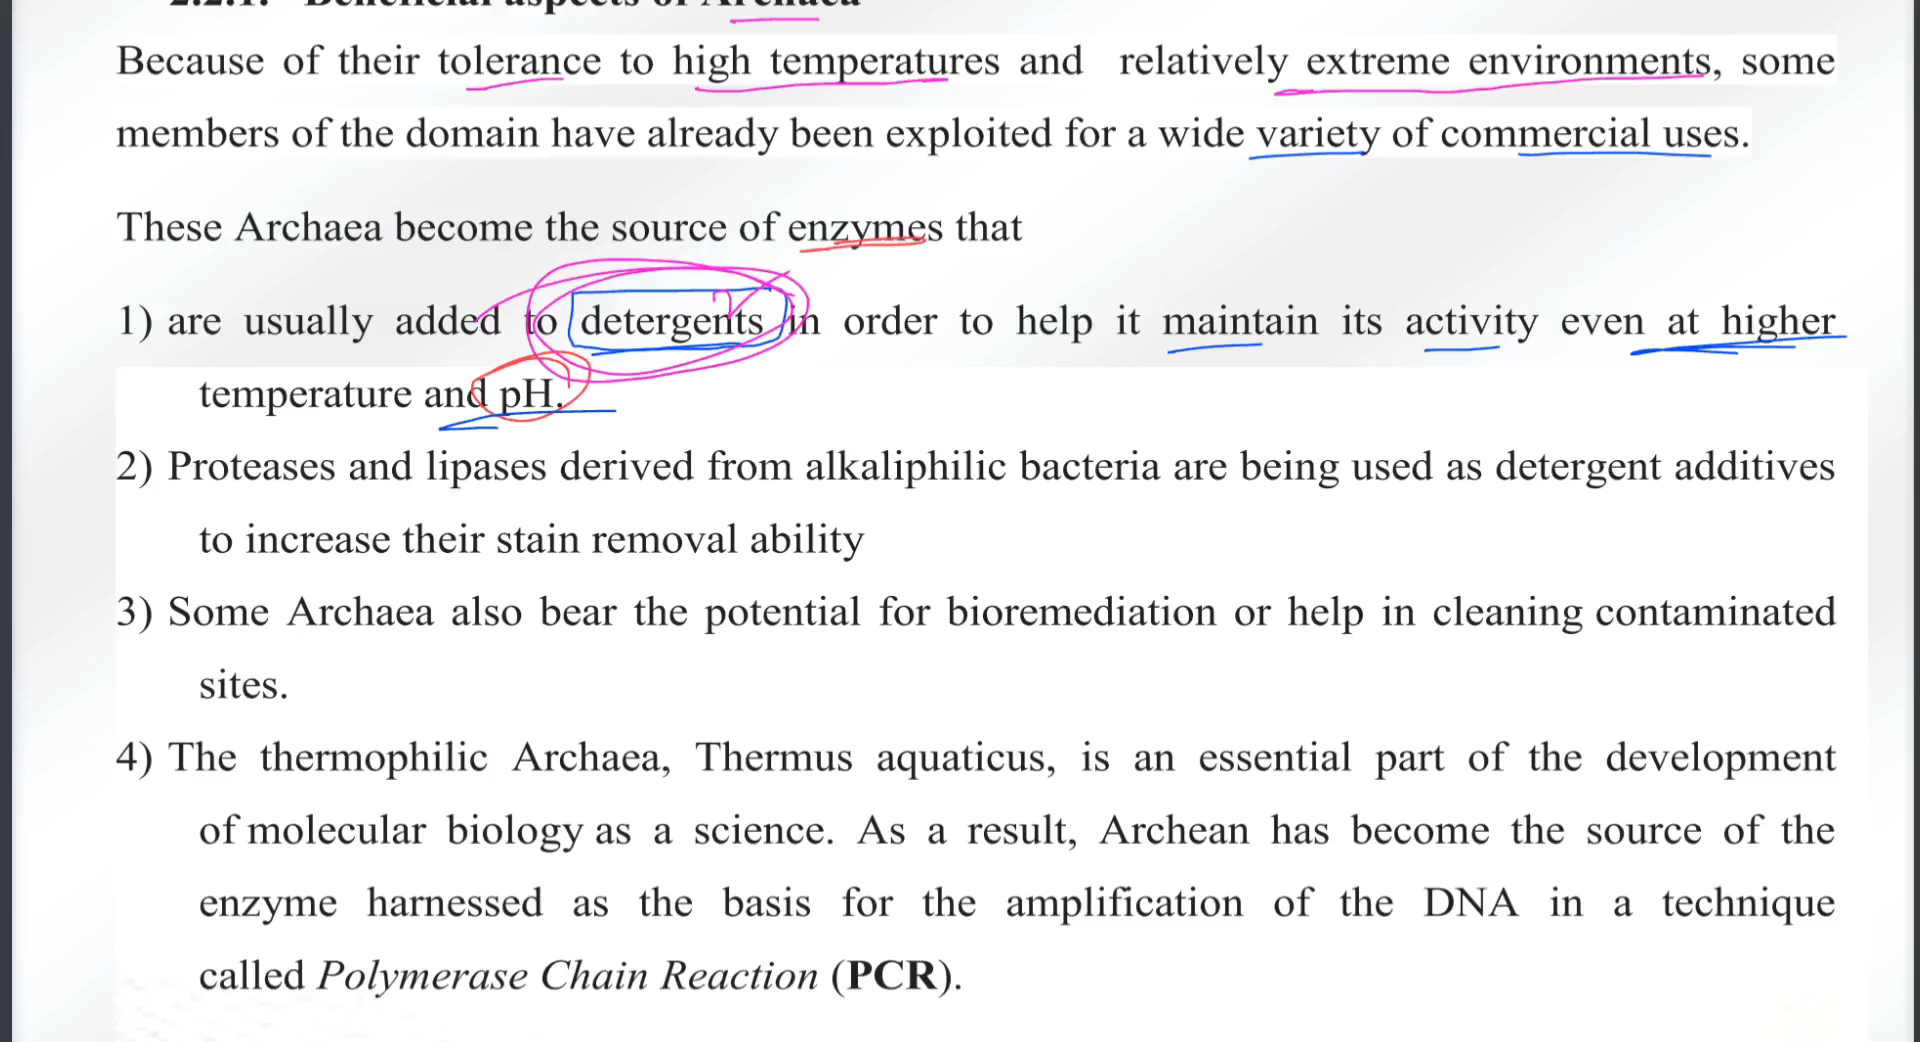 2.2.1. Beneficial aspects of Archaea
Because of their tolerance to high temperatures and relatively extreme environments, some
members of the domain have already been exploited for a wide variety of commercial uses.
These Archaea become the source of enzymes that
1) are usually added to detergents in order to help it maintain its activity even at higher
temperature and pH.
2) Proteases and lipases derived from alkaliphilic bacteria are being used as detergent additives
to increase their stain removal ability
3) Some Archaea also bear the potential for bioremediation or help in cleaning contaminated
sites.
4) The thermophilic Archaea, Thermus aquaticus, is an essential part of the development
of molecular biology as a science. As a result, Archean has become the source of the
enzyme harnessed as the basis for the amplification of the DNA in a technique
called Polymerase Chain Reaction (PCR).